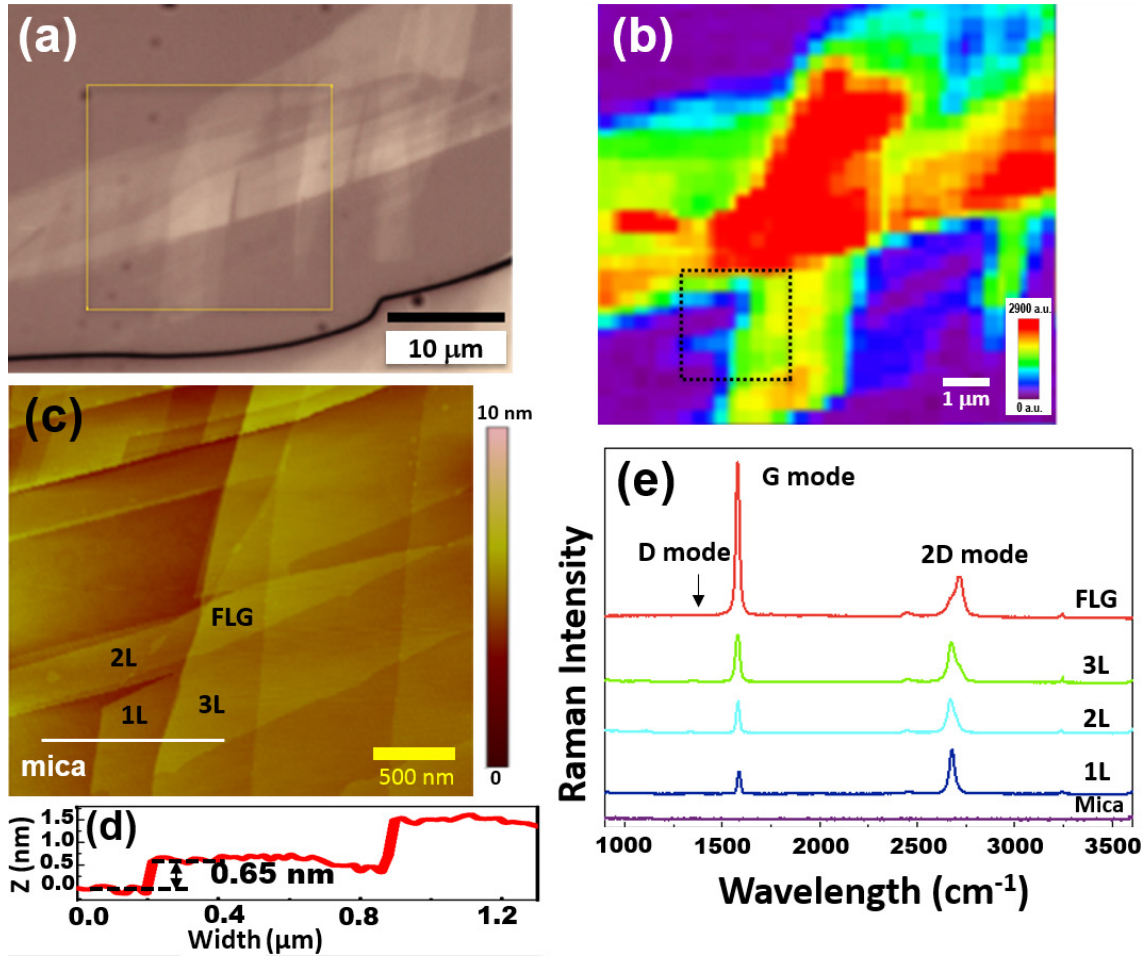 (a)
10 μm
(b)
2900 a.u.
0 a.u.
1 μm
(c)
10 nm
0
FLG
2L
1L
3L
mica
500 nm
(d)
Z (nm)
1.5
1.0
0.5
0.0
0.65 nm
0.0
0.4
0.8
1.2
Width (μm)
(e)
G mode
D mode
2D mode
FLG
3L
2L
1L
Mica
Raman Intensity
1000
1500
2000
2500
3000
3500
Wavelength (cm-1)